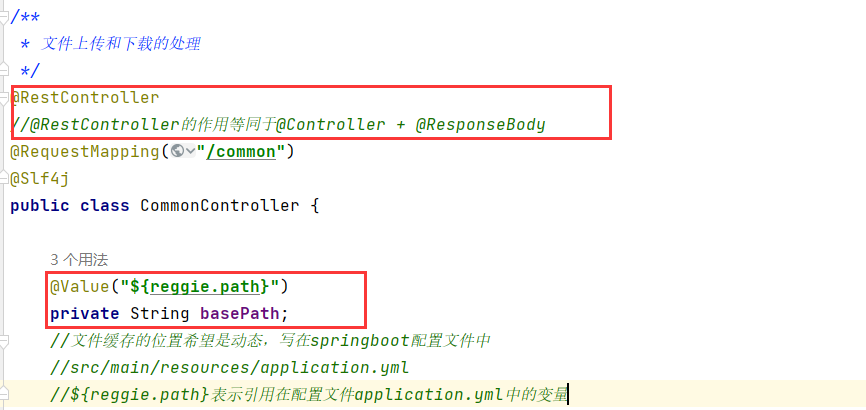 /**
* 文件上传和下载的处理
*/
@RestController
//@RestController的作用等同于@Controller + @ResponseBody
@RequestMapping("/common")
@Slf4j
public class CommonController {
3 个用法
@Value("${reggie.path}")
private String basePath;
//文件缓存的位置希望是动态，写在springboot配置文件中
//src/main/resources/application.yml
//${reggie.path}表示引用在配置文件application.yml中的变量